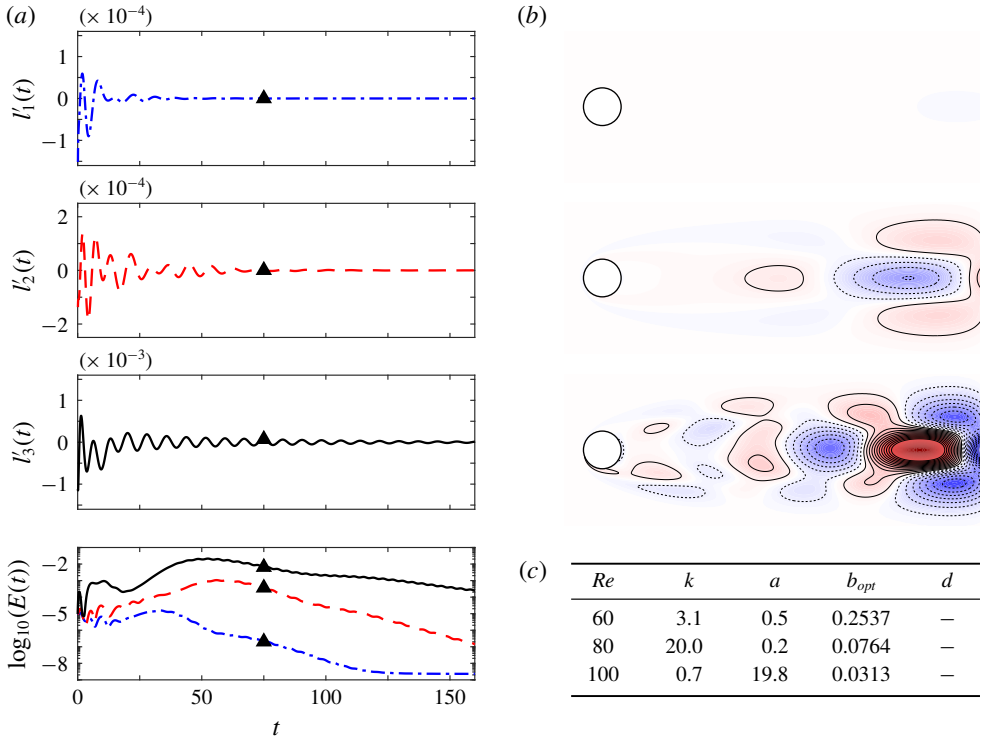 (a)
(× 10⁻⁴)
1
0
−1
l′₁(t)
(× 10⁻⁴)
2
0
−2
l′₂(t)
(× 10⁻³)
1
0
−1
l′₃(t)
−2
−5
−8
log₁₀(E(t))
0 50 100 150
t
(b)
(c)
Re k a b_opt d
60 3.1 0.5 0.2537 –
80 20.0 0.2 0.0764 –
100 0.7 19.8 0.0313 –